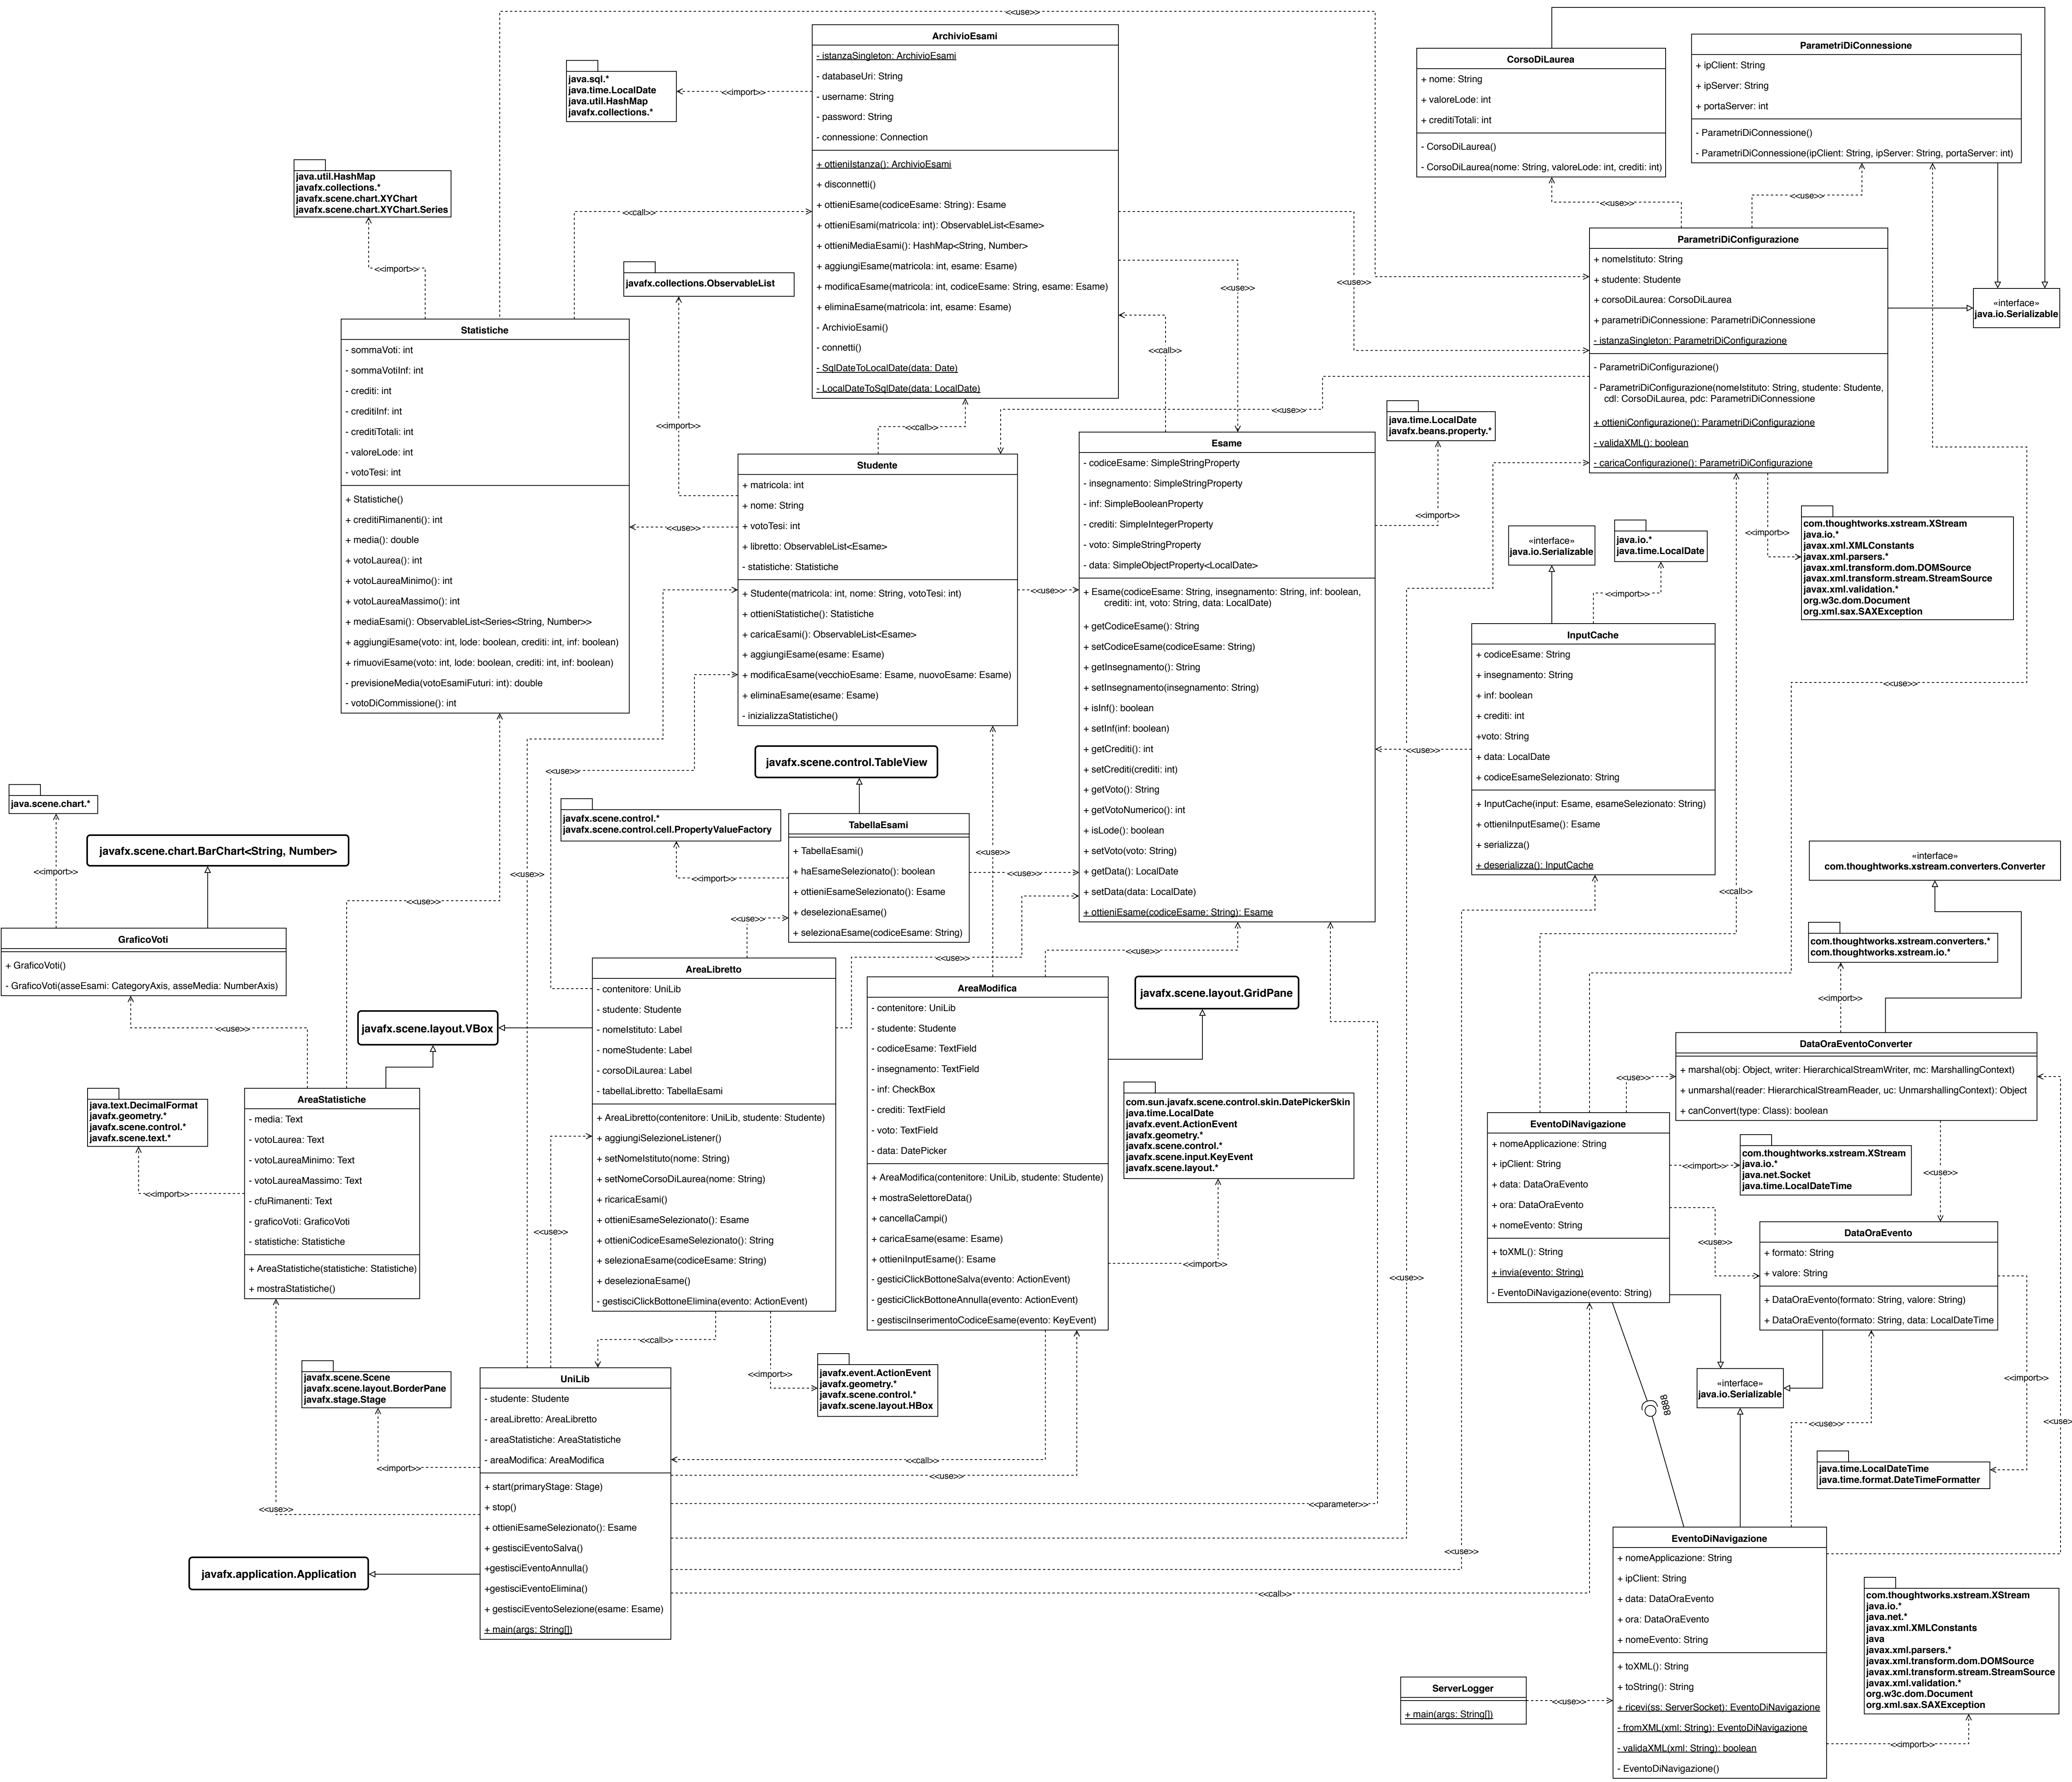 <<use>>
ArchivioEsami
- istanzaSingleton: ArchivioEsami
- databaseUri: String
- username: String
- password: String
- connessione: Connection
+ ottieniIstanza(): ArchivioEsami
+ disconnetti()
+ ottieniEsame(codiceEsame: String): Esame
+ ottieniEsami(matricola: int): ObservableList<Esame>
+ ottieniMediaEsami(): HashMap<String, Number>
+ aggiungiEsame(matricola: int, esame: Esame)
+ modificaEsame(matricola: int, codiceEsame: String, esame: Esame)
+ eliminaEsame(matricola: int, esame: Esame)
- ArchivioEsami()
- connetti()
- SqlDateToLocalDate(data: Date)
- LocalDateToSqlDate(data: LocalDate)
java.sql.*
java.time.LocalDate
java.util.HashMap
javafx.collections.*
<<import>>
CorsoDiLaurea
+ nome: String
+ valoreLode: int
+ creditiTotali: int
- CorsoDiLaurea()
- CorsoDiLaurea(nome: String, valoreLode: int, crediti: int)
ParametriDiConnessione
+ ipClient: String
+ ipServer: String
+ portaServer: int
- ParametriDiConnessione()
- ParametriDiConnessione(ipClient: String, ipServer: String, portaServer: int)
<<use>>
<<use>>
java.util.HashMap
javafx.collections.*
javafx.scene.chart.XYChart
javafx.scene.chart.XYChart.Series
<<import>>
<<call>>
javafx.collections.ObservableList
<<import>>
<<use>>
<<use>>
<<call>>
ParametriDiConfigurazione
+ nomeIstituto: String
+ studente: Studente
+ corsoDiLaurea: CorsoDiLaurea
+ parametriDiConnessione: ParametriDiConnessione
- istanzaSingleton: ParametriDiConfigurazione
- ParametriDiConfigurazione()
- ParametriDiConfigurazione(nomeIstituto: String, studente: Studente,
cdl: CorsoDiLaurea, pdc: ParametriDiConnessione
+ ottieniConfigurazione(): ParametriDiConfigurazione
- validaXML(): boolean
- caricaConfigurazione(): ParametriDiConfigurazione
«interface»
java.io.Serializable
Statistiche
- sommaVoti: int
- sommaVotiInf: int
- crediti: int
- creditiInf: int
- creditiTotali: int
- valoreLode: int
- votoTesi: int
+ Statistiche()
+ creditiRimanenti(): int
+ media(): double
+ votoLaurea(): int
+ votoLaureaMinimo(): int
+ votoLaureaMassimo(): int
+ mediaEsami(): ObservableList<Series<String, Number>>
+ aggiungiEsame(voto: int, lode: boolean, crediti: int, inf: boolean)
+ rimuoviEsame(voto: int, lode: boolean, crediti: int, inf: boolean)
- previsioneMedia(votoEsamiFuturi: int): double
- votoDiCommissione(): int
<<call>>
<<use>>
<<use>>
Studente
+ matricola: int
+ nome: String
+ votoTesi: int
+ libretto: ObservableList<Esame>
- statistiche: Statistiche
+ Studente(matricola: int, nome: String, votoTesi: int)
+ ottieniStatistiche(): Statistiche
+ caricaEsami(): ObservableList<Esame>
+ aggiungiEsame(esame: Esame)
+ modificaEsame(vecchioEsame: Esame, nuovoEsame: Esame)
+ eliminaEsame(esame: Esame)
- inizializzaStatistiche()
<<use>>
Esame
- codiceEsame: SimpleStringProperty
- insegnamento: SimpleStringProperty
- inf: SimpleBooleanProperty
- crediti: SimpleIntegerProperty
- voto: SimpleStringProperty
- data: SimpleObjectProperty<LocalDate>
+ Esame(codiceEsame: String, insegnamento: String, inf: boolean,
crediti: int, voto: String, data: LocalDate)
+ getCodiceEsame(): String
+ setCodiceEsame(codiceEsame: String)
+ getInsegnamento(): String
+ setInsegnamento(insegnamento: String)
+ isInf(): boolean
+ setInf(inf: boolean)
+ getCrediti(): int
+ setCrediti(crediti: int)
+ getVoto(): String
+ getVotoNumerico(): int
+ isLode(): boolean
+ setVoto(voto: String)
+ getData(): LocalDate
+ setData(data: LocalDate)
+ ottieniEsame(codiceEsame: String): Esame
java.time.LocalDate
javafx.beans.property.*
<<import>>
«interface»
java.io.Serializable
java.io.*
java.time.LocalDate
<<import>>
<<import>>
com.thoughtworks.xstream.XStream
java.io.*
javax.xml.XMLConstants
javax.xml.parsers.*
javax.xml.transform.dom.DOMSource
javax.xml.transform.stream.StreamSource
javax.xml.validation.*
org.w3c.dom.Document
org.xml.sax.SAXException
InputCache
+ codiceEsame: String
+ insegnamento: String
+ inf: boolean
+ crediti: int
+voto: String
+ data: LocalDate
+ codiceEsameSelezionato: String
+ InputCache(input: Esame, esameSelezionato: String)
+ ottieniInputEsame(): Esame
+ serializza()
+ deserializza(): InputCache
<<use>>
<<use>>
<<call>>
<<use>>
javafx.scene.control.TableView
javafx.scene.control.*
javafx.scene.control.cell.PropertyValueFactory
<<import>>
TabellaEsami
+ TabellaEsami()
+ haEsameSelezionato(): boolean
+ ottieniEsameSelezionato(): Esame
+ deselezionaEsame()
+ selezionaEsame(codiceEsame: String)
<<use>>
<<use>>
<<use>>
<<use>>
<<use>>
<<use>>
<<use>>
<<use>>
java.scene.chart.*
<<import>>
javafx.scene.chart.BarChart<String, Number>
GraficoVoti
+ GraficoVoti()
- GraficoVoti(asseEsami: CategoryAxis, asseMedia: NumberAxis)
<<use>>
javafx.scene.layout.VBox
AreaLibretto
- contenitore: UniLib
- studente: Studente
- nomeIstituto: Label
- nomeStudente: Label
- corsoDiLaurea: Label
- tabellaLibretto: TabellaEsami
+ AreaLibretto(contenitore: UniLib, studente: Studente)
+ aggiungiSelezioneListener()
+ setNomeIstituto(nome: String)
+ setNomeCorsoDiLaurea(nome: String)
+ ricaricaEsami()
+ ottieniEsameSelezionato(): Esame
+ ottieniCodiceEsameSelezionato(): String
+ selezionaEsame(codiceEsame: String)
+ deselezionaEsame()
- gestisciClickBottoneElimina(evento: ActionEvent)
AreaModifica
- contenitore: UniLib
- studente: Studente
- codiceEsame: TextField
- insegnamento: TextField
- inf: CheckBox
- crediti: TextField
- voto: TextField
- data: DatePicker
+ AreaModifica(contenitore: UniLib, studente: Studente)
+ mostraSelettoreData()
+ cancellaCampi()
+ caricaEsame(esame: Esame)
+ ottieniInputEsame(): Esame
- gesticiClickBottoneSalva(evento: ActionEvent)
- gesticiClickBottoneAnnulla(evento: ActionEvent)
- gestisciInserimentoCodiceEsame(evento: KeyEvent)
javafx.scene.layout.GridPane
com.sun.javafx.scene.control.skin.DatePickerSkin
java.time.LocalDate
javafx.event.ActionEvent
javafx.geometry.*
javafx.scene.control.*
javafx.scene.input.KeyEvent
javafx.scene.layout.*
<<import>>
java.text.DecimalFormat
javafx.geometry.*
javafx.scene.control.*
javafx.scene.text.*
<<import>>
AreaStatistiche
- media: Text
- votoLaurea: Text
- votoLaureaMinimo: Text
- votoLaureaMassimo: Text
- cfuRimanenti: Text
- graficoVoti: GraficoVoti
- statistiche: Statistiche
+ AreaStatistiche(statistiche: Statistiche)
+ mostraStatistiche()
<<use>>
<<call>>
<<import>>
javafx.event.ActionEvent
javafx.geometry.*
javafx.scene.control.*
javafx.scene.layout.HBox
javafx.scene.Scene
javafx.scene.layout.BorderPane
javafx.stage.Stage
<<import>>
<<use>>
javafx.application.Application
UniLib
- studente: Studente
- areaLibretto: AreaLibretto
- areaStatistiche: AreaStatistiche
- areaModifica: AreaModifica
+ start(primaryStage: Stage)
+ stop()
+ ottieniEsameSelezionato(): Esame
+ gestisciEventoSalva()
+gestisciEventoAnnulla()
+gestisciEventoElimina()
+ gestisciEventoSelezione(esame: Esame)
+ main(args: String[])
<<call>>
<<use>>
<<parameter>>
<<use>>
<<use>>
<<call>>
«interface»
com.thoughtworks.xstream.converters.Converter
com.thoughtworks.xstream.converters.*
com.thoughtworks.xstream.io.*
<<import>>
DataOraEventoConverter
+ marshal(obj: Object, writer: HierarchicalStreamWriter, mc: MarshallingContext)
+ unmarshal(reader: HierarchicalStreamReader, uc: UnmarshallingContext): Object
+ canConvert(type: Class): boolean
<<use>>
EventoDiNavigazione
+ nomeApplicazione: String
+ ipClient: String
+ data: DataOraEvento
+ ora: DataOraEvento
+ nomeEvento: String
+ toXML(): String
+ invia(evento: String)
- EventoDiNavigazione(evento: String)
<<import>>
com.thoughtworks.xstream.XStream
java.io.*
java.net.Socket
java.time.LocalDateTime
<<use>>
<<use>>
DataOraEvento
+ formato: String
+ valore: String
+ DataOraEvento(formato: String, valore: String)
+ DataOraEvento(formato: String, data: LocalDateTime
«interface»
java.io.Serializable
8888
<<import>>
<<use>>
<<use>>
java.time.LocalDateTime
java.time.format.DateTimeFormatter
EventoDiNavigazione
+ nomeApplicazione: String
+ ipClient: String
+ data: DataOraEvento
+ ora: DataOraEvento
+ nomeEvento: String
+ toXML(): String
+ toString(): String
+ ricevi(ss: ServerSocket): EventoDiNavigazione
- fromXML(xml: String): EventoDiNavigazione
- validaXML(xml: String): boolean
- EventoDiNavigazione()
ServerLogger
+ main(args: String[])
<<use>>
com.thoughtworks.xstream.XStream
java.io.*
java.net.*
javax.xml.XMLConstants
java
javax.xml.parsers.*
javax.xml.transform.dom.DOMSource
javax.xml.transform.stream.StreamSource
javax.xml.validation.*
org.w3c.dom.Document
org.xml.sax.SAXException
<<import>>